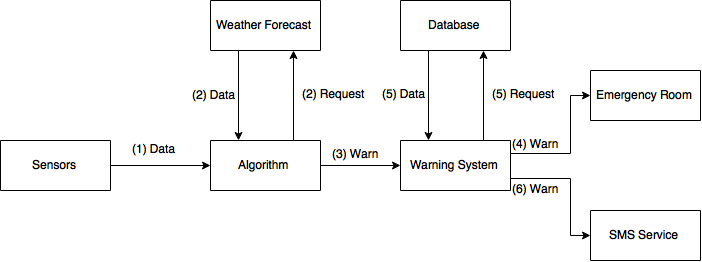 Weather Forecast
Database
(2) Data
(2) Request
(5) Data
(5) Request
Emergency Room
(1) Data
(3) Warn
(4) Warn
Sensors
Algorithm
Warning System
(6) Warn
SMS Service